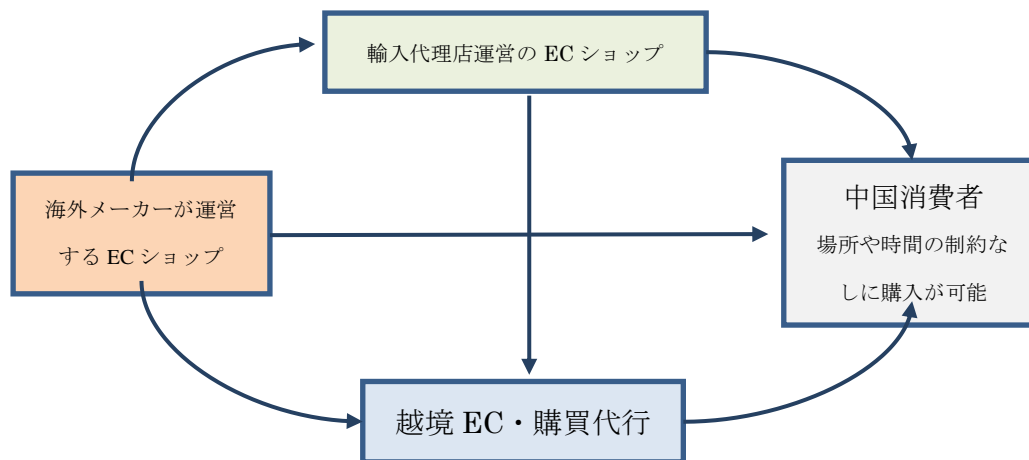 輸入代理店運営の EC ショップ
海外メーカーが運営
する EC ショップ
中国消費者
場所や時間の制約な
しに購入が可能
越境 EC・購買代行